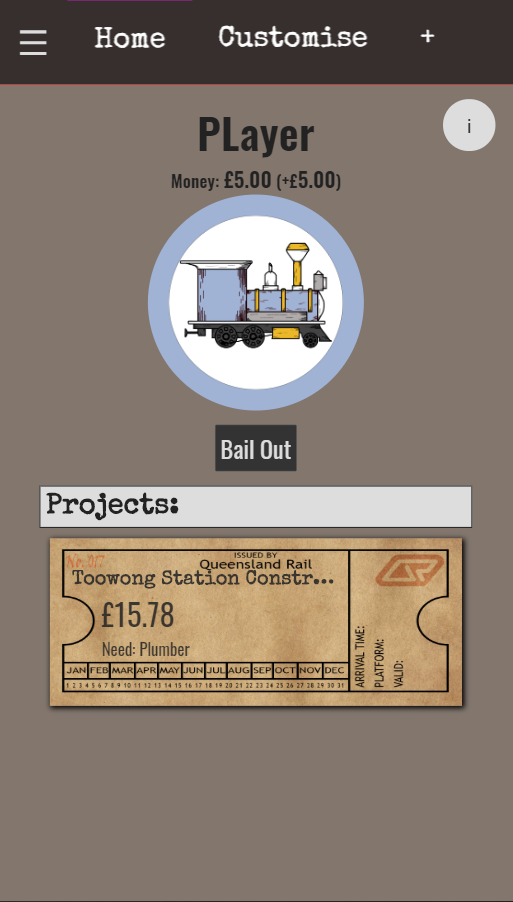 Home Customise +
PLayer
i
Money: £5.00 (+£5.00)
Bail Out
Projects:
No. 017
ISSUED BY
Queensland Rail
Toowong Station Constr...
£15.78
Need: Plumber
JAN FEB MAR APR MAY JUN JUL AUG SEP OCT NOV DEC
1 2 3 4 5 6 7 8 9 10 11 12 13 14 15 16 17 18 19 20 21 22 23 24 25 26 27 28 29 30 31
ARRIVAL TIME:
PLATFORM:
VALID: